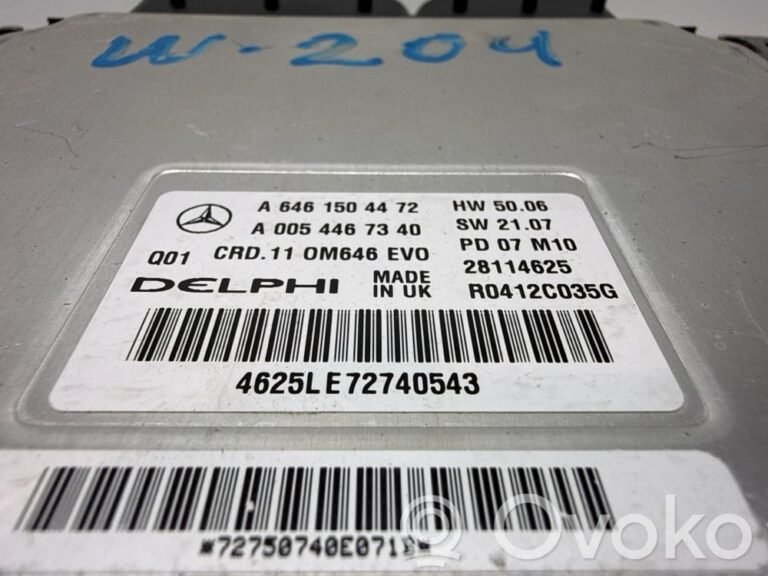 W-204
A 646 150 44 72 HW 50.06
A 005 446 73 40 SW 21.07
Q01 CRD.11 OM646 EVO PD 07 M10
DELPHI MADE IN UK 28114625
R0412C035G
4625LE72740543
*72750740E071
Ovoko